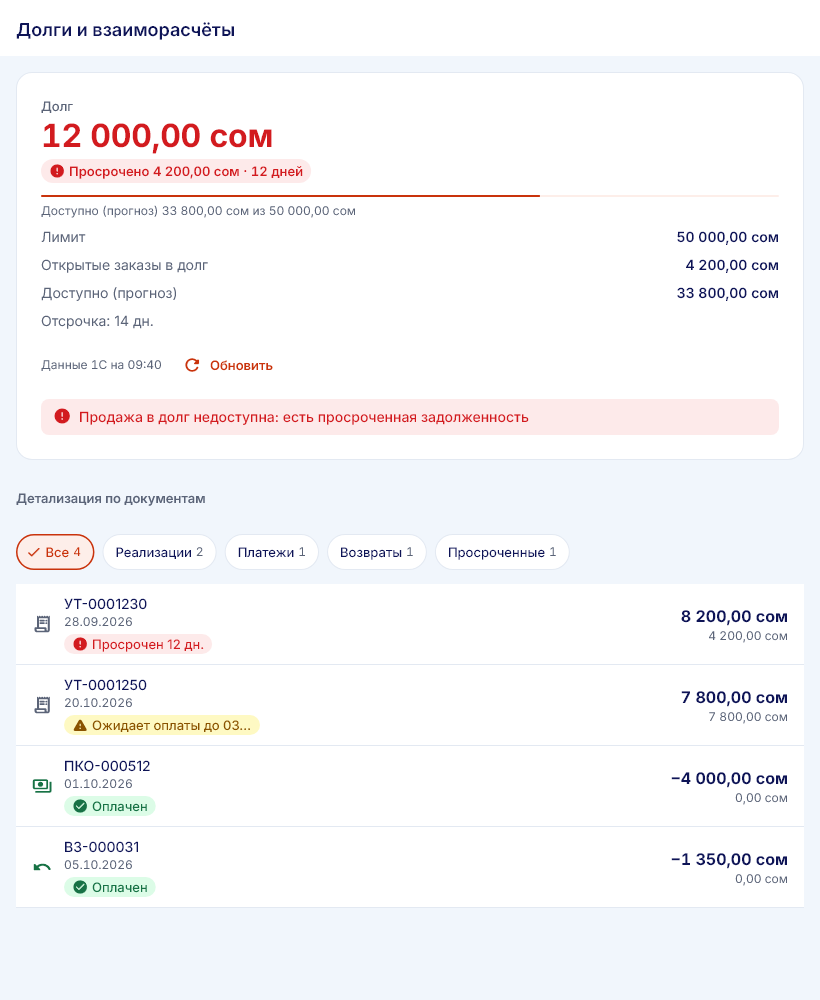 Долги и взаиморасчёты
Долг
12 000,00 сом
Просрочено 4 200,00 сом · 12 дней
Доступно (прогноз) 33 800,00 сом из 50 000,00 сом
Лимит 50 000,00 сом
Открытые заказы в долг 4 200,00 сом
Доступно (прогноз) 33 800,00 сом
Отсрочка: 14 дн.
Данные 1С на 09:40 Обновить
Продажа в долг недоступна: есть просроченная задолженность
Детализация по документам
Все 4 Реализации 2 Платежи 1 Возвраты 1 Просроченные 1
УТ-0001230
28.09.2026
Просрочен 12 дн.
8 200,00 сом
4 200,00 сом
УТ-0001250
20.10.2026
Ожидает оплаты до 03...
7 800,00 сом
7 800,00 сом
ПКО-000512
01.10.2026
Оплачен
−4 000,00 сом
0,00 сом
ВЗ-000031
05.10.2026
Оплачен
−1 350,00 сом
0,00 сом